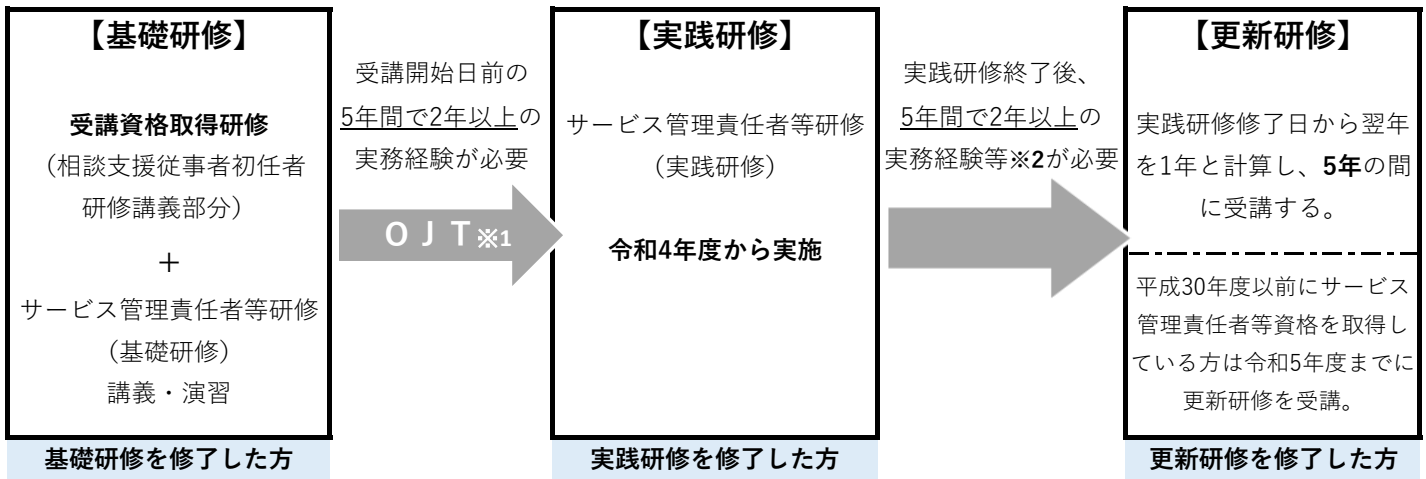 【基礎研修】
受講資格取得研修
（相談支援従事者初任者
研修講義部分）
＋
サービス管理責任者等研修
（基礎研修）
講義・演習
基礎研修を修了した方
受講開始日前の
5年間で2年以上の
実務経験が必要
ＯＪＴ※1
【実践研修】
サービス管理責任者等研修
（実践研修）
令和4年度から実施
実践研修を修了した方
実践研修終了後、
5年間で2年以上の
実務経験等※2が必要
【更新研修】
実践研修修了日から翌年
を1年と計算し、5年の間
に受講する。
平成30年度以前にサービス
管理責任者等資格を取得し
ている方は令和5年度までに
更新研修を受講。
更新研修を修了した方